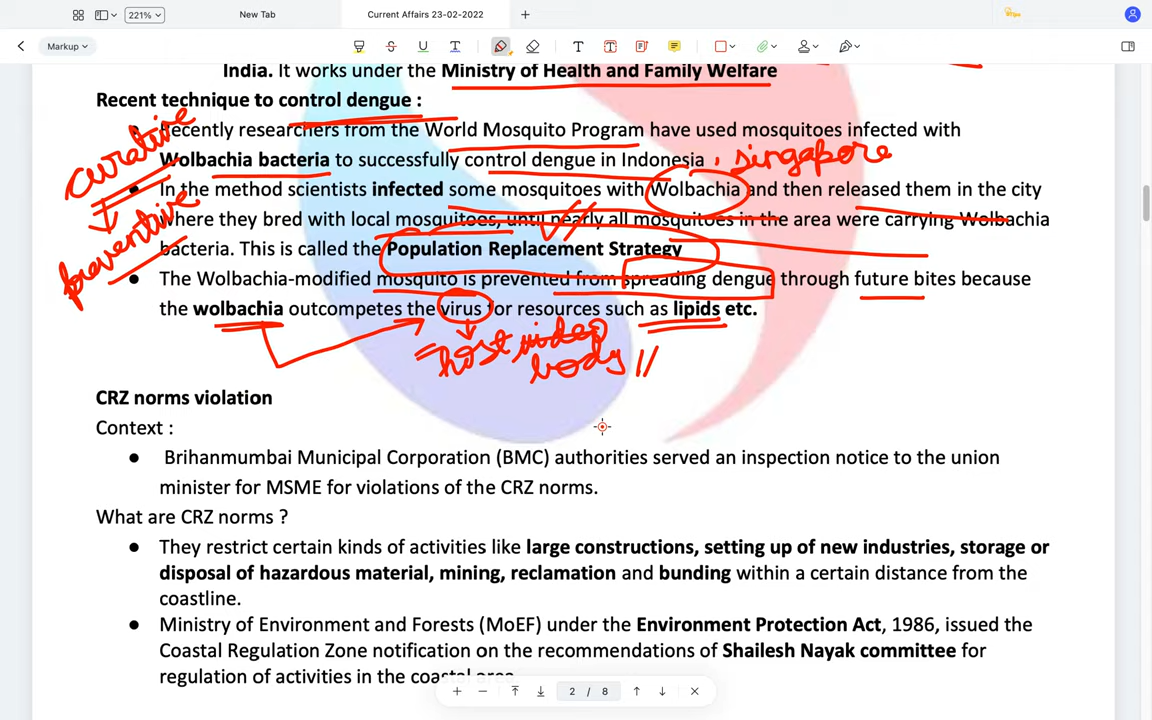 221%
New Tab
Current Affairs 23-02-2022
Markup
India. It works under the Ministry of Health and Family Welfare
Recent technique to control dengue :
Recently researchers from the World Mosquito Program have used mosquitoes infected with
Wolbachia bacteria to successfully control dengue in Indonesia , singapore
In the method scientists infected some mosquitoes with Wolbachia and then released them in the city
where they bred with local mosquitoes, until nearly all mosquitoes in the area were carrying Wolbachia
bacteria. This is called the Population Replacement Strategy
The Wolbachia-modified mosquito is prevented from spreading dengue through future bites because
the wolbachia outcompetes the virus for resources such as lipids etc.
curative
preventive
host
body
CRZ norms violation
Context :
Brihanmumbai Municipal Corporation (BMC) authorities served an inspection notice to the union
minister for MSME for violations of the CRZ norms.
What are CRZ norms ?
They restrict certain kinds of activities like large constructions, setting up of new industries, storage or
disposal of hazardous material, mining, reclamation and bunding within a certain distance from the
coastline.
Ministry of Environment and Forests (MoEF) under the Environment Protection Act, 1986, issued the
Coastal Regulation Zone notification on the recommendations of Shailesh Nayak committee for
regulation of activities in the coastal area
2 / 8